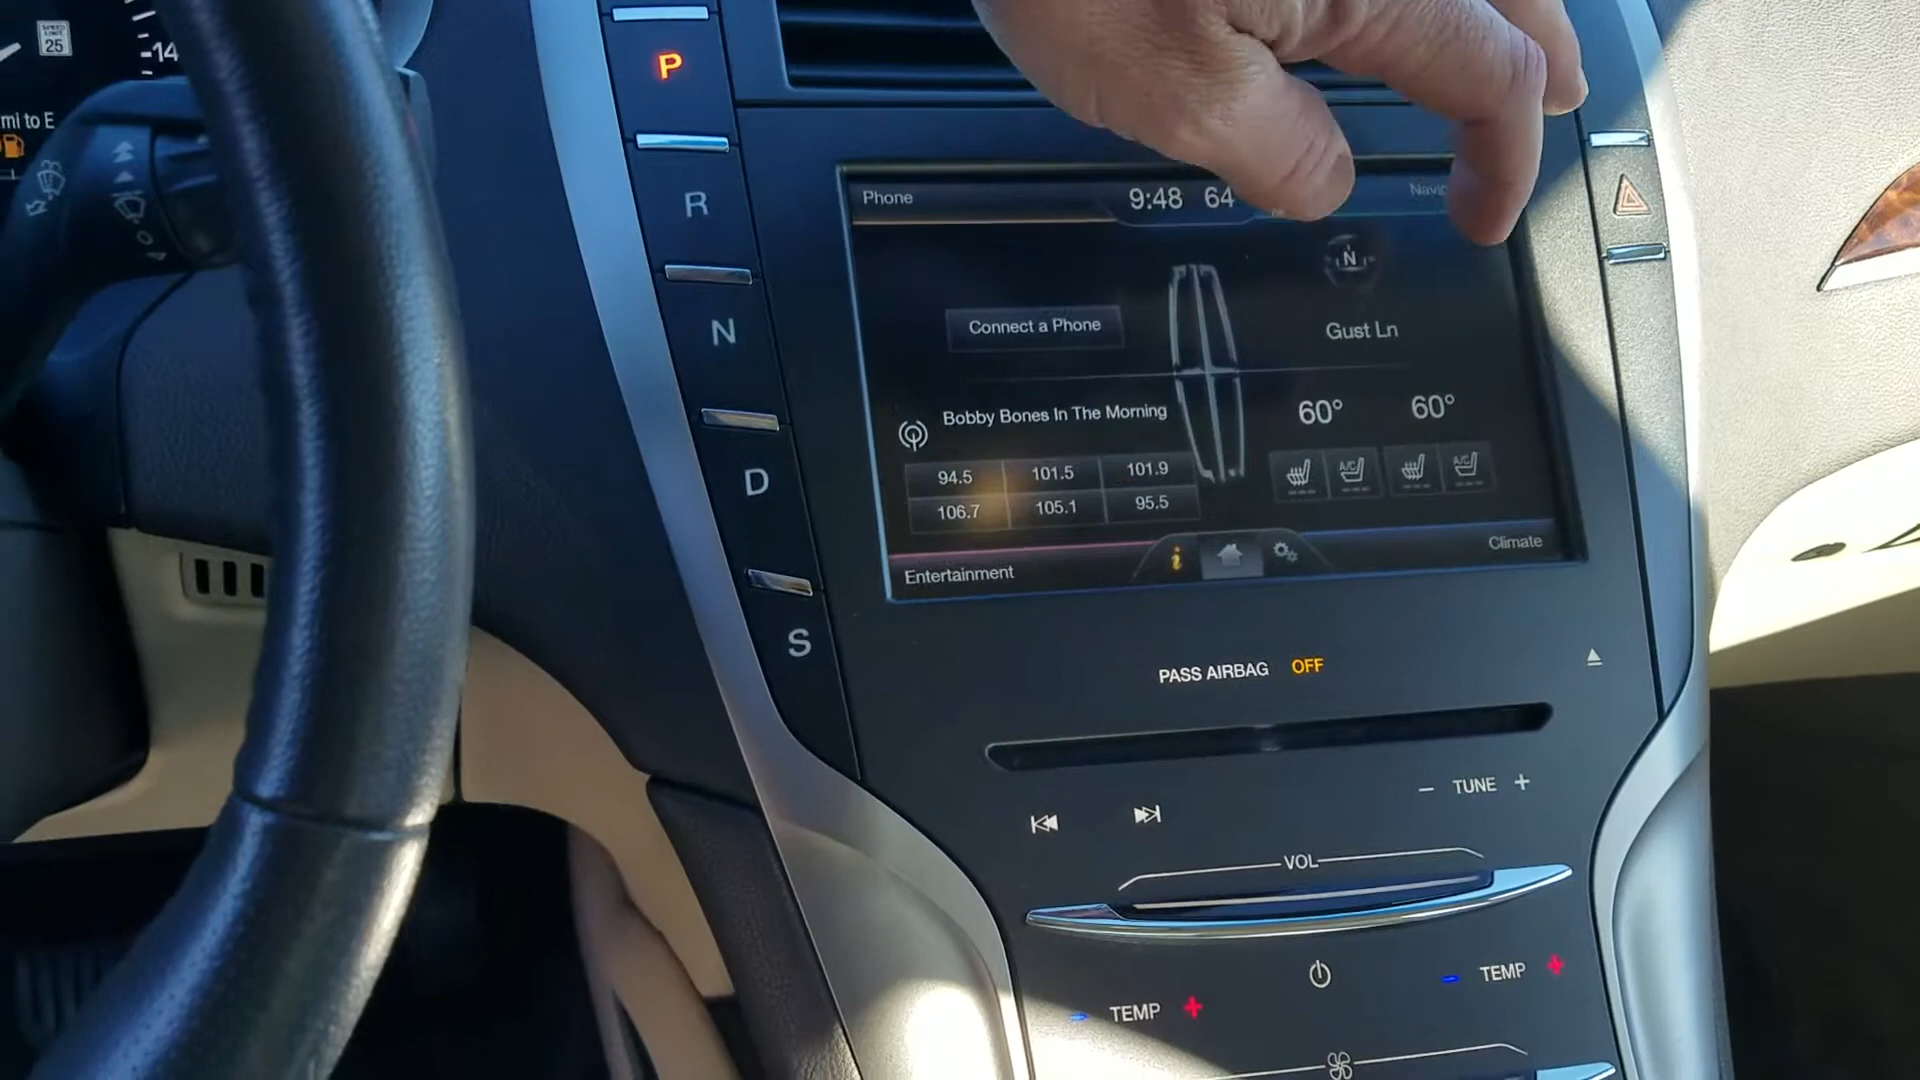 SPEED
LIMIT
25
14
mi to E
P
R
N
D
S
Phone
9:48 64
N
Connect a Phone
Gust Ln
Bobby Bones In The Morning
60° 60°
94.5 101.5 101.9
106.7 105.1 95.5
A/C A/C
i
Entertainment
Climate
PASS AIRBAG OFF
− TUNE +
VOL
− TEMP +
− TEMP +